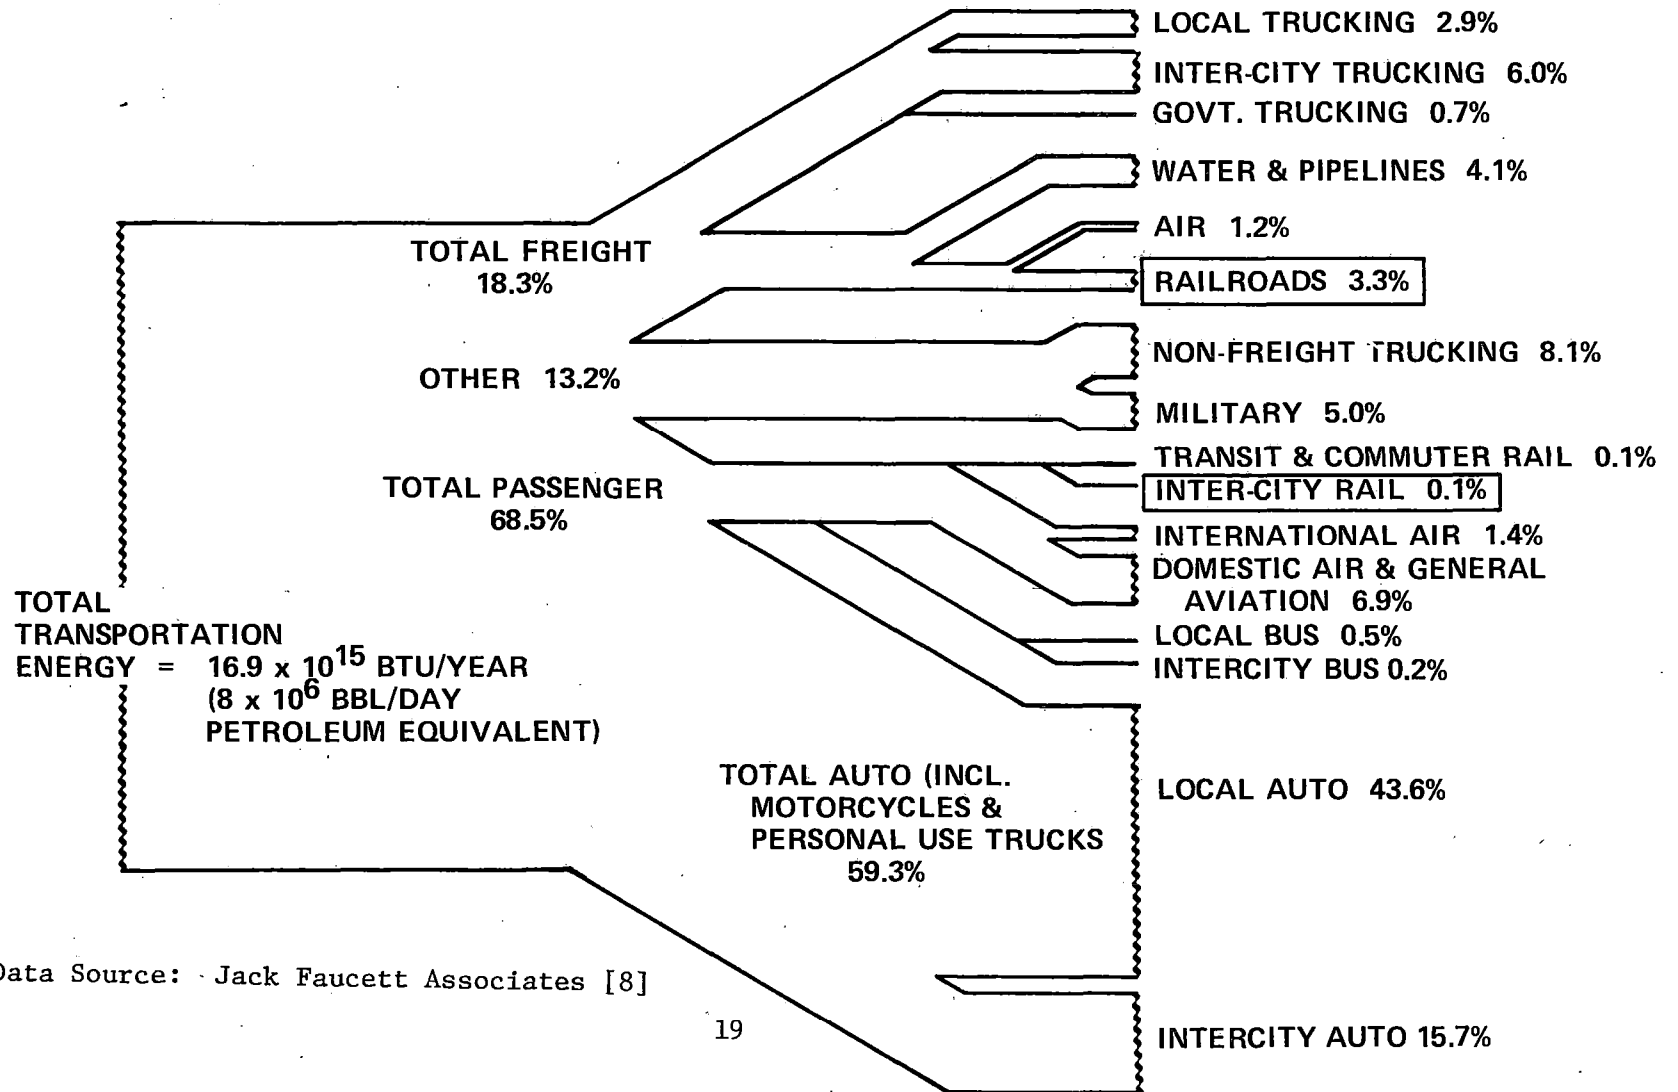 LOCAL TRUCKING 2.9%
INTER-CITY TRUCKING 6.0%
GOVT. TRUCKING 0.7%
WATER & PIPELINES 4.1%
AIR 1.2%
RAILROADS 3.3%
TOTAL FREIGHT
18.3%
NON-FREIGHT TRUCKING 8.1%
OTHER 13.2%
MILITARY 5.0%
TRANSIT & COMMUTER RAIL 0.1%
INTER-CITY RAIL 0.1%
TOTAL PASSENGER
68.5%
INTERNATIONAL AIR 1.4%
DOMESTIC AIR & GENERAL
AVIATION 6.9%
LOCAL BUS 0.5%
INTERCITY BUS 0.2%
TOTAL
TRANSPORTATION
ENERGY = 16.9 x 10^15 BTU/YEAR
(8 x 10^6 BBL/DAY
PETROLEUM EQUIVALENT)
TOTAL AUTO (INCL.
MOTORCYCLES &
PERSONAL USE TRUCKS
59.3%
LOCAL AUTO 43.6%
INTERCITY AUTO 15.7%
Data Source: Jack Faucett Associates [8]
19